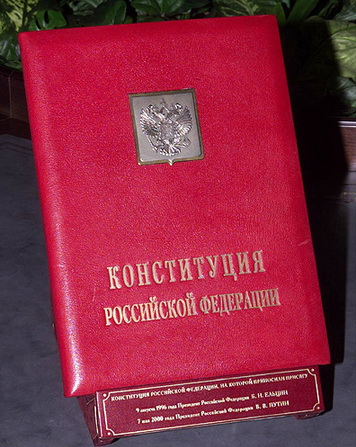 КОНСТИТУЦИЯ
РОССИЙСКОЙ ФЕДЕРАЦИИ
КОНСТИТУЦИЯ РОССИЙСКОЙ ФЕДЕРАЦИИ, НА КОТОРОЙ ПРИНОСИЛИ ПРИСЯГУ
9 августа 1996 года Президент Российской Федерации Б. Н. ЕЛЬЦИН
7 мая 2000 года Президент Российской Федерации В. В. ПУТИН